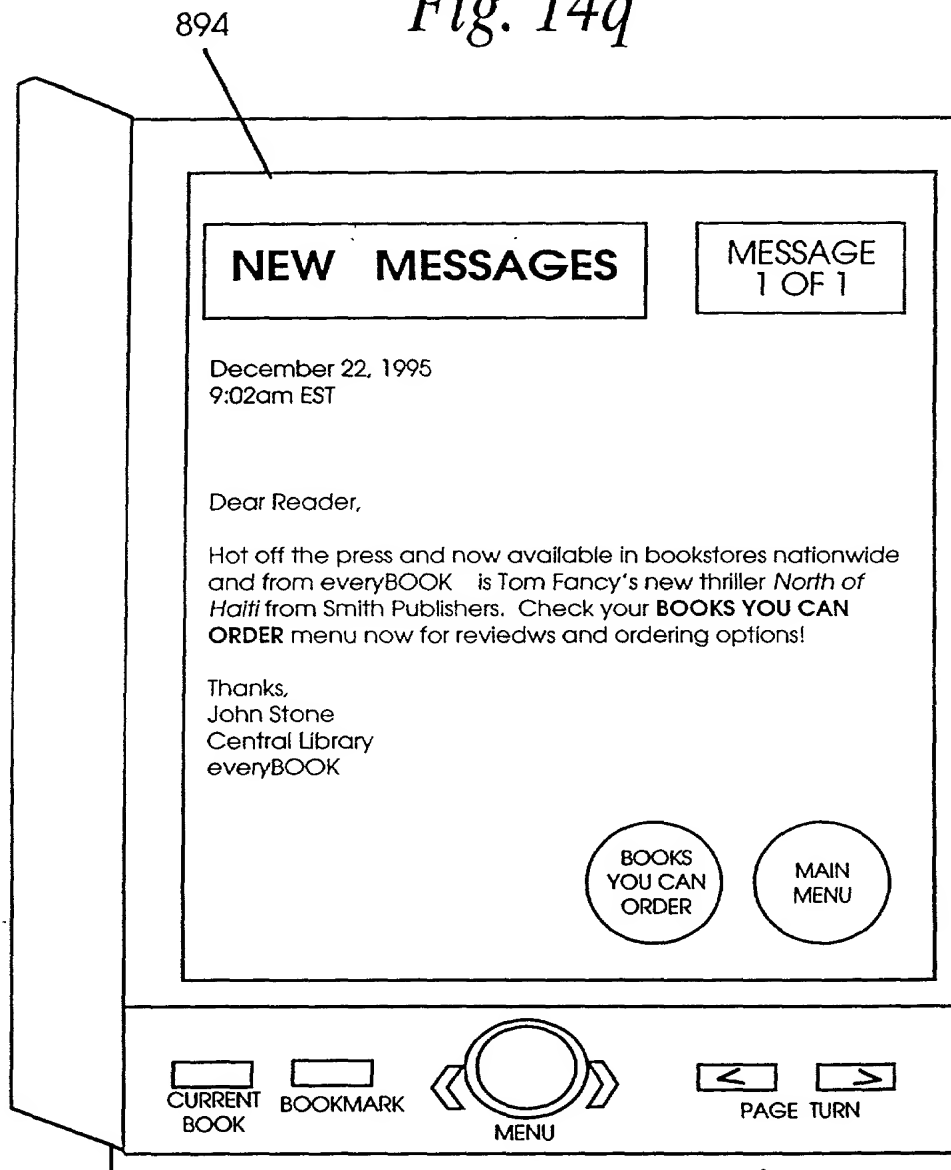 Fig. 14q
894
NEW MESSAGES
MESSAGE
1 OF 1
December 22, 1995
9:02am EST
Dear Reader,
Hot off the press and now available in bookstores nationwide
and from everyBOOK is Tom Fancy's new thriller North of
Haiti from Smith Publishers. Check your BOOKS YOU CAN
ORDER menu now for reviedws and ordering options!
Thanks,
John Stone
Central Library
everyBOOK
BOOKS
YOU CAN
ORDER
MAIN
MENU
CURRENT
BOOK
BOOKMARK
MENU
< >
PAGE TURN